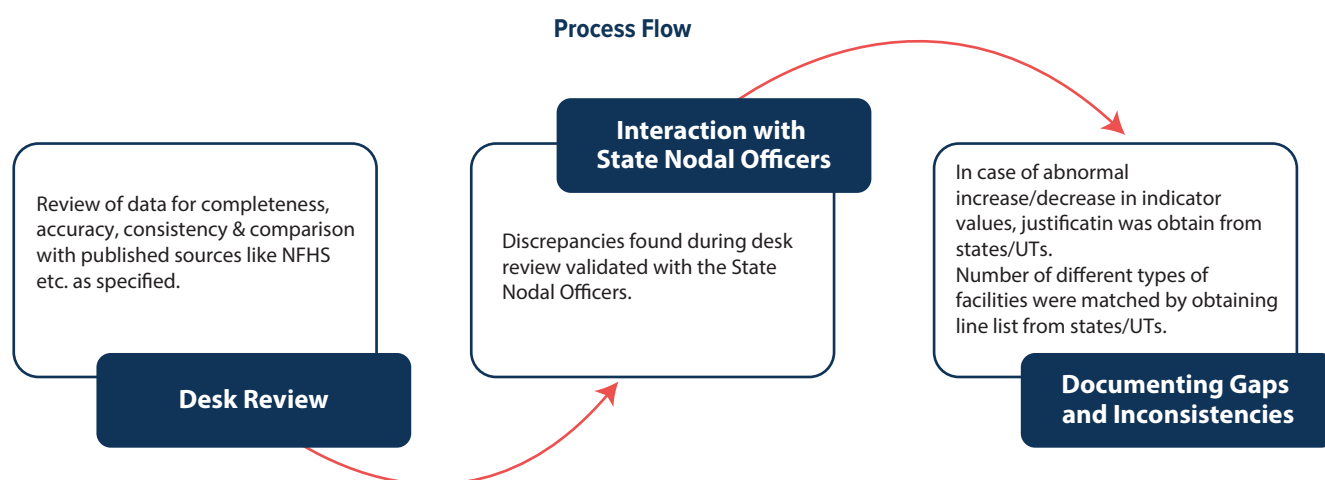 Process Flow
Review of data for completeness,
accuracy, consistency & comparison
with published sources like NFHS
etc. as specified.
Desk Review
Interaction with
State Nodal Officers
Discrepancies found during desk
review validated with the State
Nodal Officers.
In case of abnormal
increase/decrease in indicator
values, justificatin was obtain from
states/UTs.
Number of different types of
facilities were matched by obtaining
line list from states/UTs.
Documenting Gaps
and Inconsistencies